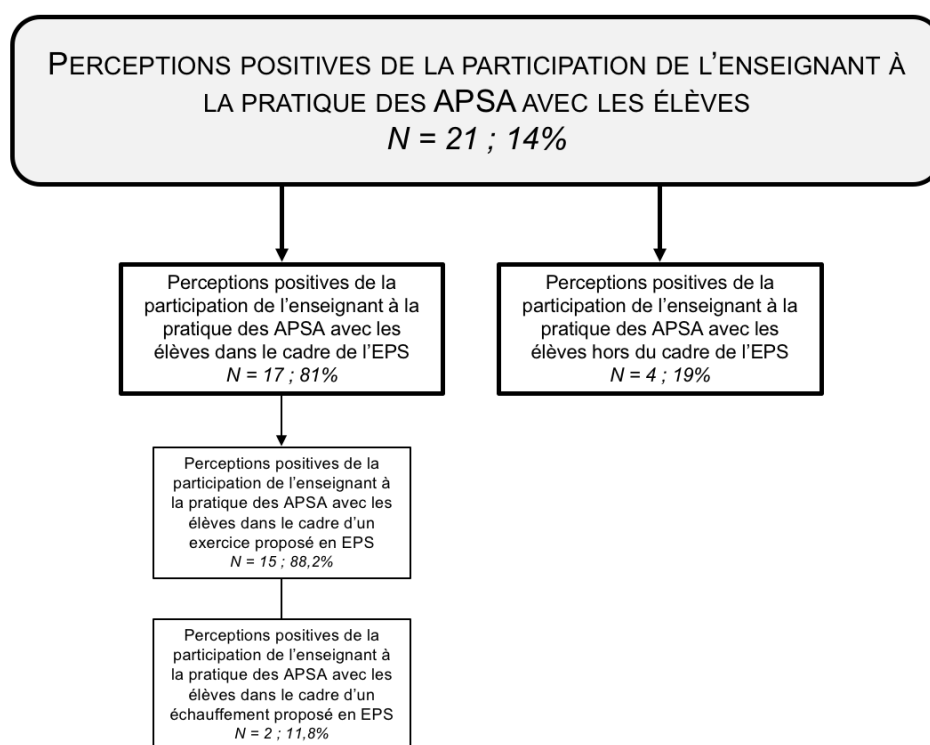 PERCEPTIONS POSITIVES DE LA PARTICIPATION DE L’ENSEIGNANT À
LA PRATIQUE DES APSA AVEC LES ÉLÈVES
N = 21 ; 14%
Perceptions positives de la
participation de l’enseignant à la
pratique des APSA avec les
élèves dans le cadre de l’EPS
N = 17 ; 81%
Perceptions positives de la
participation de l’enseignant à la
pratique des APSA avec les
élèves hors du cadre de l’EPS
N = 4 ; 19%
Perceptions positives de la
participation de l’enseignant à
la pratique des APSA avec les
élèves dans le cadre d’un
exercice proposé en EPS
N = 15 ; 88,2%
Perceptions positives de la
participation de l’enseignant à
la pratique des APSA avec les
élèves dans le cadre d’un
échauffement proposé en EPS
N = 2 ; 11,8%